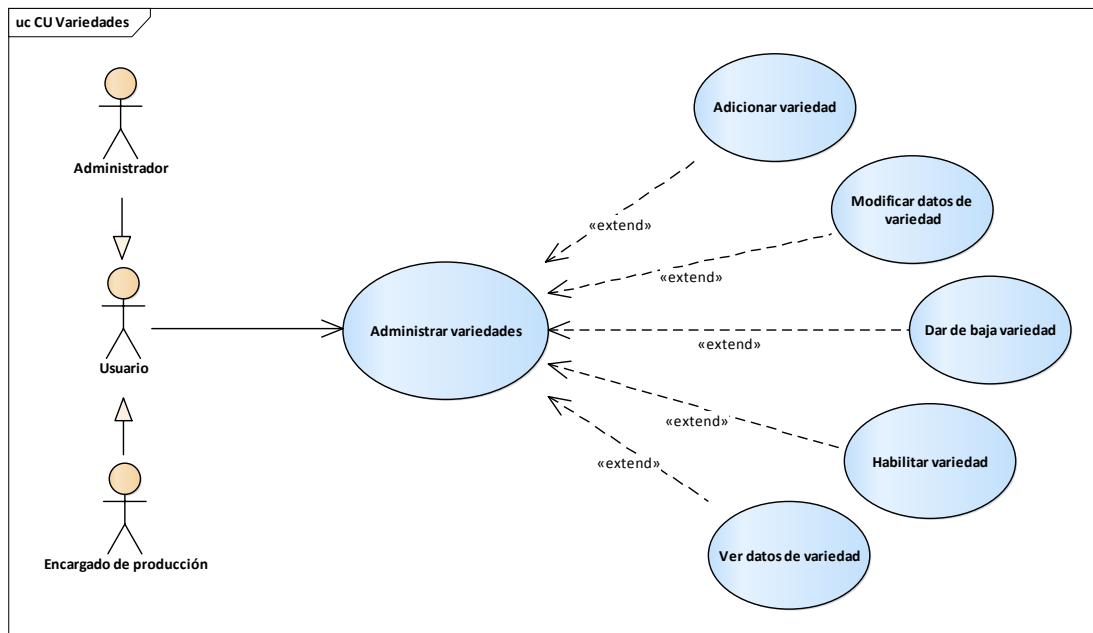 uc CU Variedades
Administrador
Usuario
Encargado de producción
Administrar variedades
Adicionar variedad
«extend»
Modificar datos de
variedad
«extend»
Dar de baja variedad
«extend»
Habilitar variedad
«extend»
Ver datos de variedad
«extend»